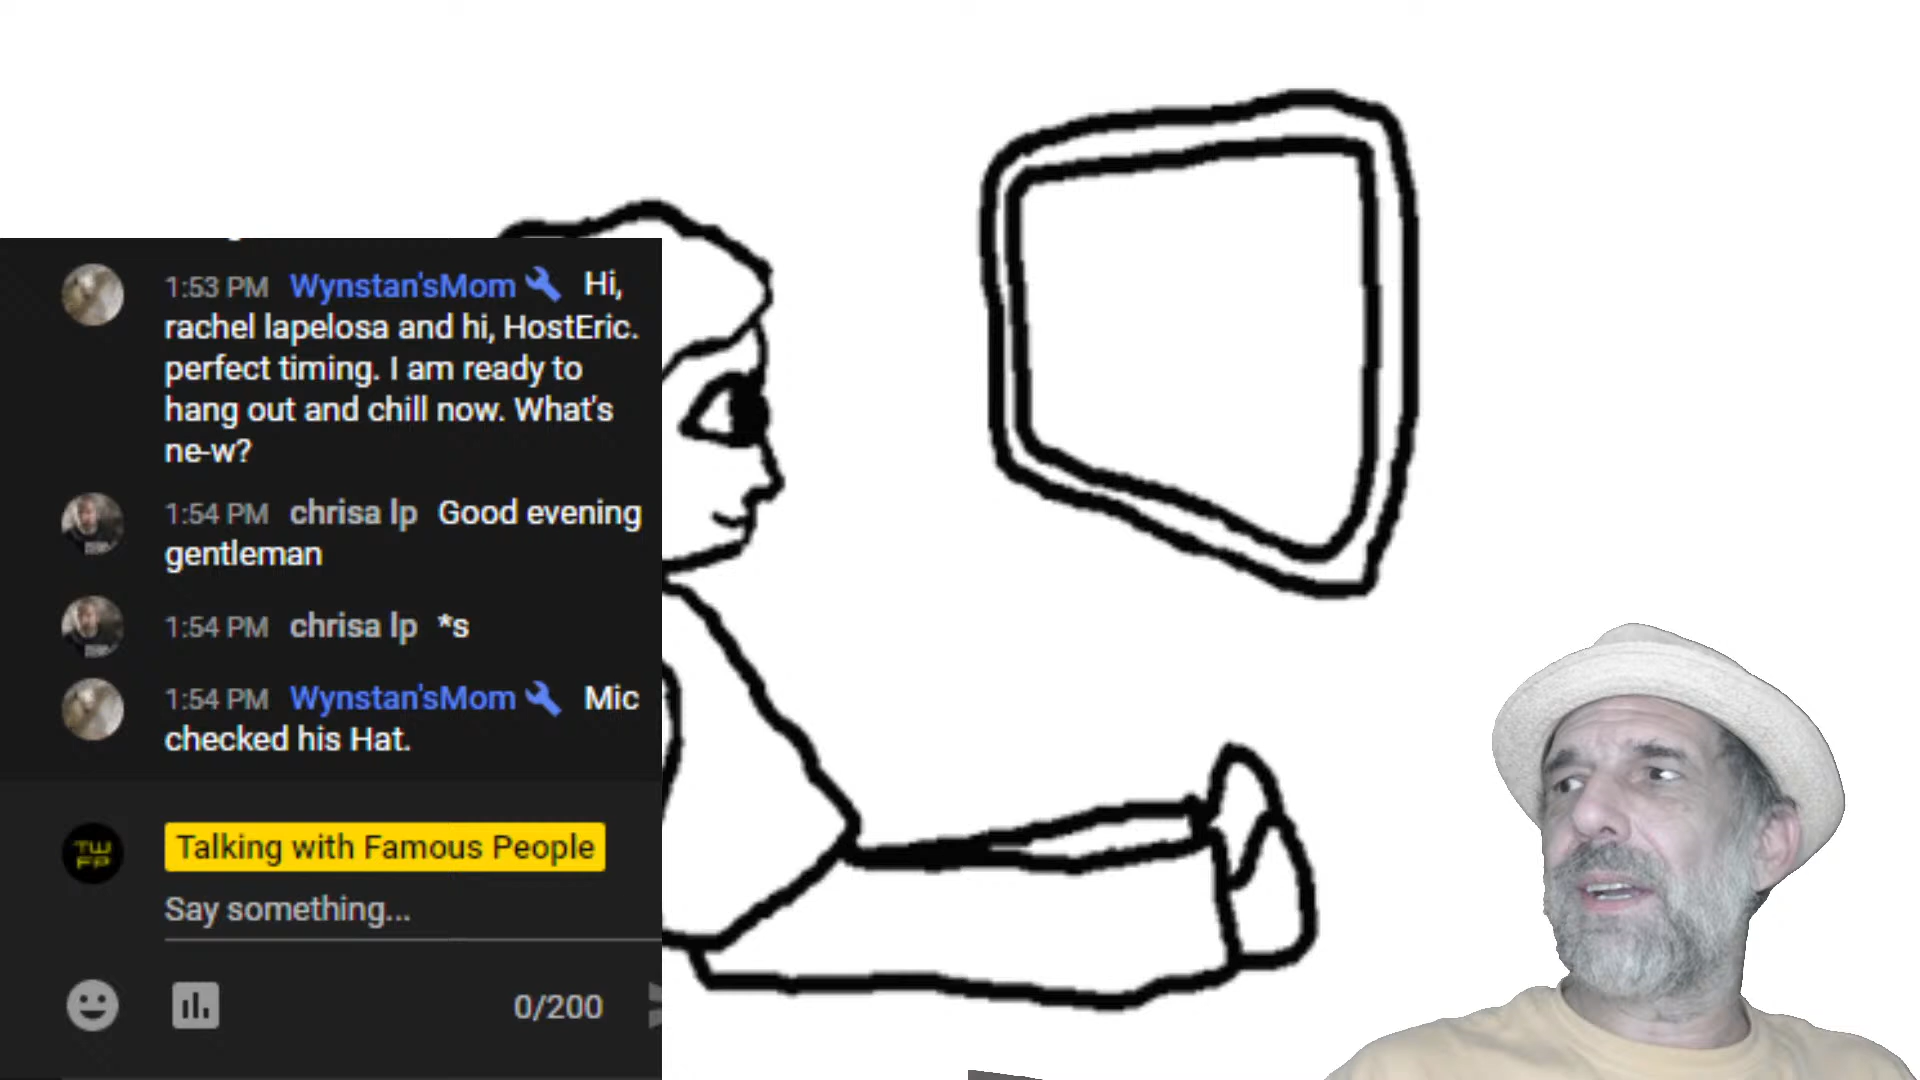 1:53 PM Wynstan'sMom Hi,
rachel lapelosa and hi, HostEric.
perfect timing. I am ready to
hang out and chill now. What's
ne-w?
1:54 PM chrisa lp Good evening
gentleman
1:54 PM chrisa lp *s
1:54 PM Wynstan'sMom Mic
checked his Hat.
TW
FP
Talking with Famous People
Say something...
0/200